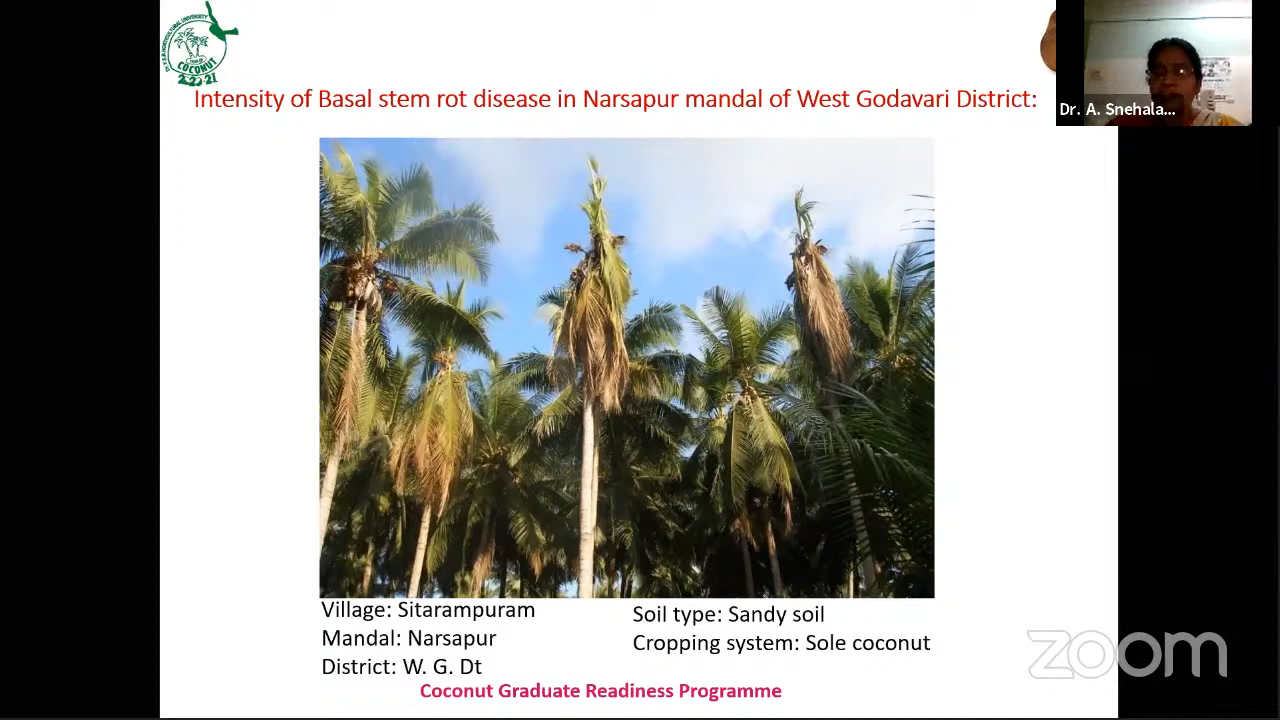 COCONUT
Intensity of Basal stem rot disease in Narsapur mandal of West Godavari District:
Dr. A. Snehala...
Village: Sitarampuram
Mandal: Narsapur
District: W. G. Dt
Soil type: Sandy soil
Cropping system: Sole coconut
Coconut Graduate Readiness Programme
zoom